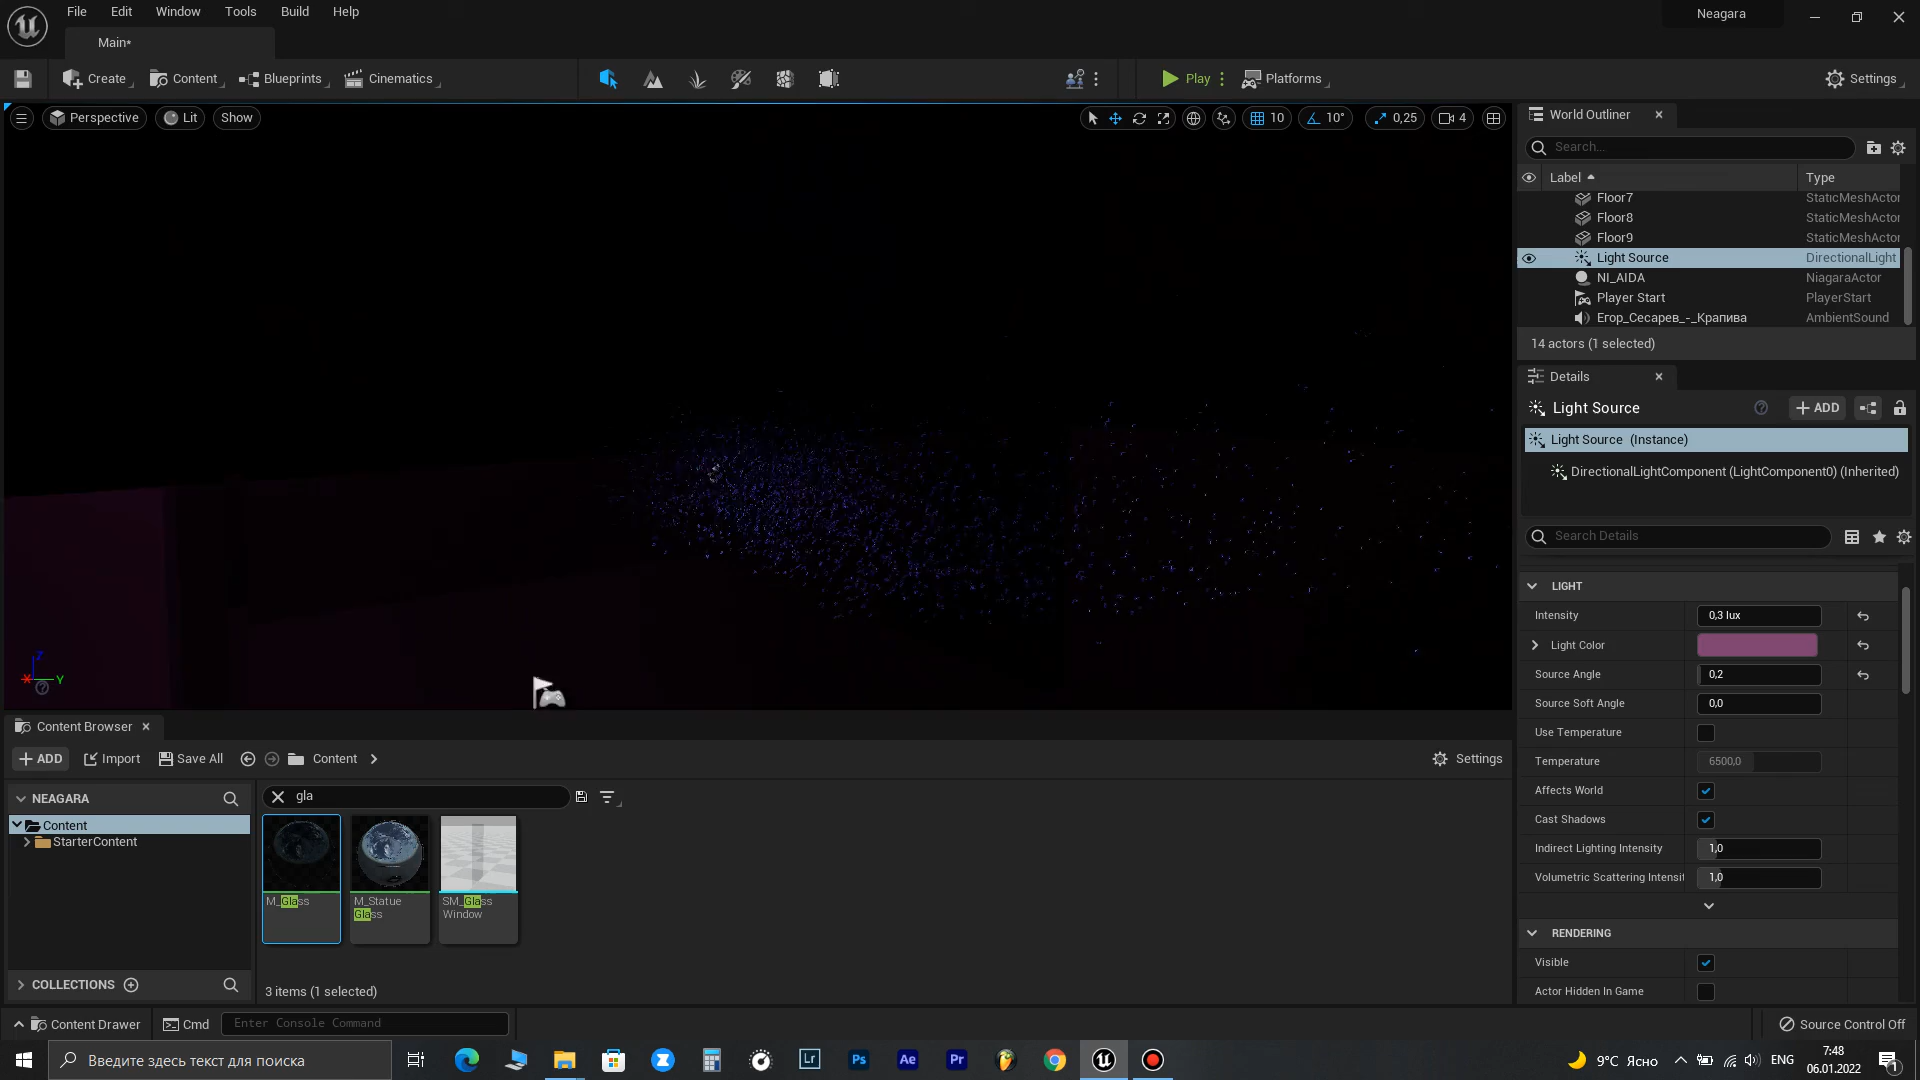 File Edit Window Tools Build Help
Neagara
Main*
Create Content Blueprints Cinematics
Play Platforms
Settings
Perspective Lit Show
10 10° 0,25 4
World Outliner
Search...
Label Type
Floor7 StaticMeshActor
Floor8 StaticMeshActor
Floor9 StaticMeshActor
Light Source DirectionalLight
NI_AIDA NiagaraActor
Player Start PlayerStart
Егор_Сесарев_-_Крапива AmbientSound
14 actors (1 selected)
Details
Light Source
ADD
Light Source (Instance)
DirectionalLightComponent (LightComponent0) (Inherited)
Search Details
LIGHT
Intensity 0,3 lux
Light Color
Source Angle 0,2
Source Soft Angle 0,0
Use Temperature
Temperature 6500,0
Affects World
Cast Shadows
Indirect Lighting Intensity 1,0
Volumetric Scattering Intensit 1,0
RENDERING
Visible
Actor Hidden In Game
Z
X Y
Content Browser
ADD Import Save All Content
Settings
NEAGARA
Content
StarterContent
COLLECTIONS
gla
M_Glass
M_Statue
Glass
SM_Glass
Window
3 items (1 selected)
Content Drawer Cmd Enter Console Command
Source Control Off
Введите здесь текст для поиска
Lr Ps Ae Pr
9°C Ясно
ENG
7:48
06.01.2022
1